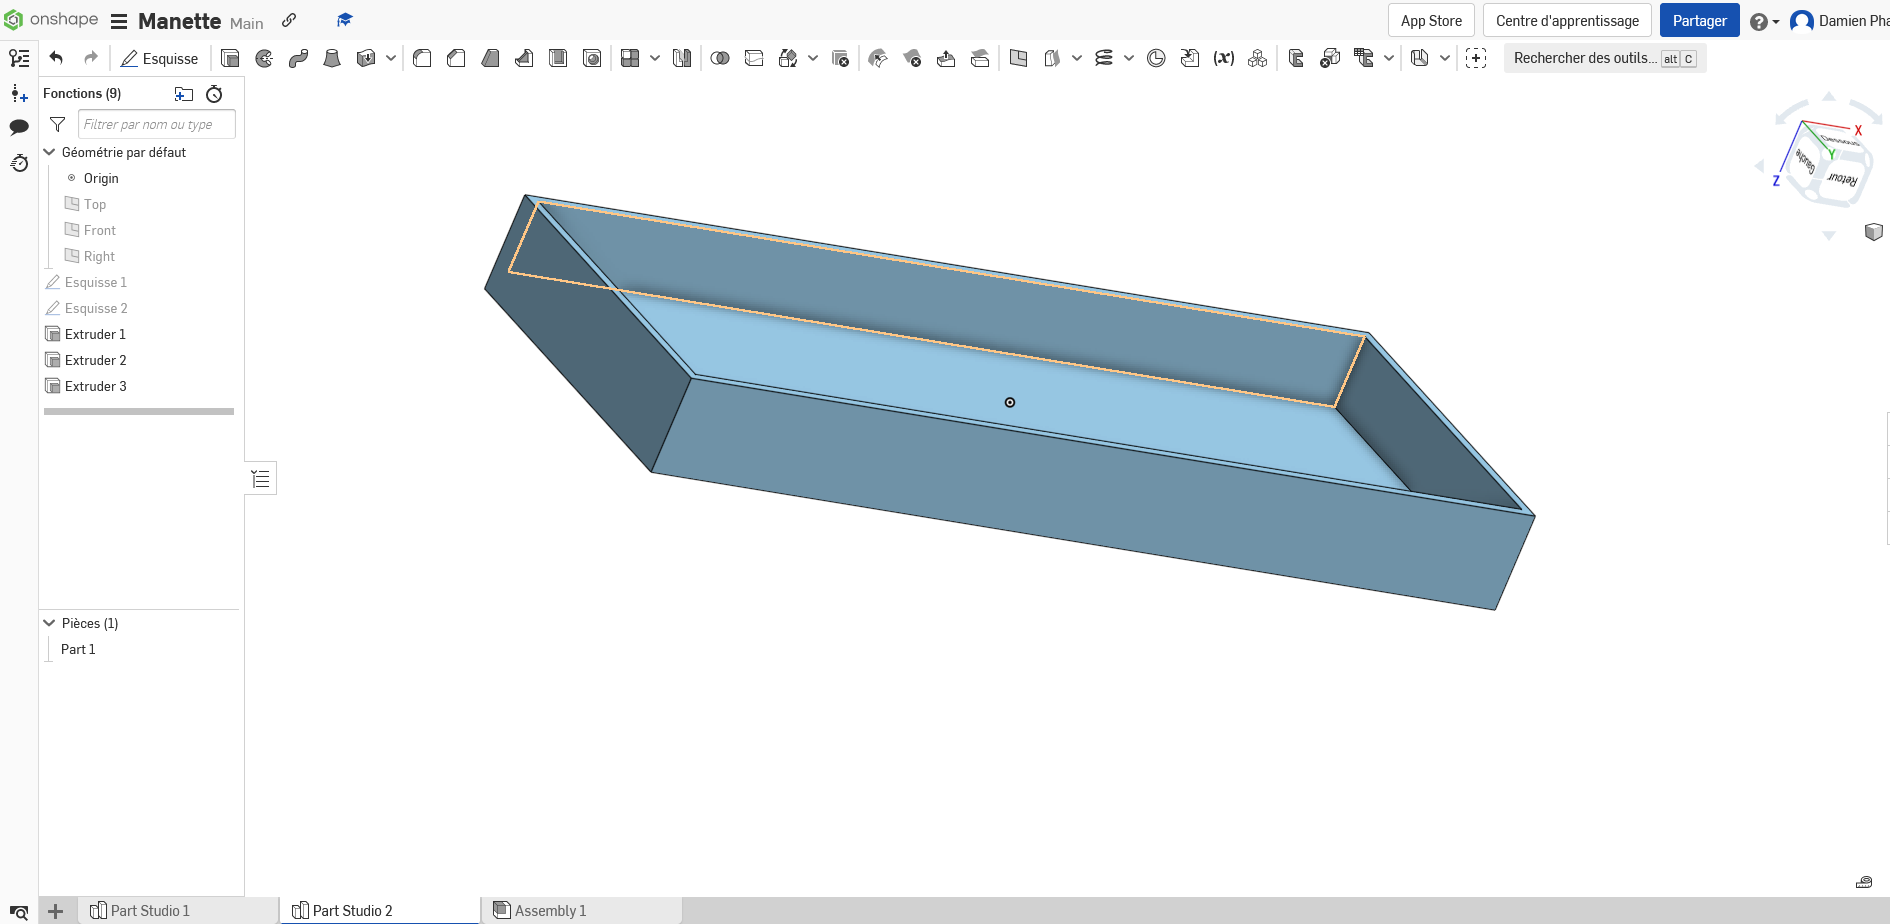 onshape Manette Main App Store Centre d'apprentissage Partager Damien Pha
Esquisse Rechercher des outils... alt C
Fonctions (9)
Filtrer par nom ou type
Géométrie par défaut
Origin
Top
Front
Right
Esquisse 1
Esquisse 2
Extruder 1
Extruder 2
Extruder 3
Pièces (1)
Part 1
X
Y
Z
Gauche
Retour
Dessous
(x)
Part Studio 1 Part Studio 2 Assembly 1